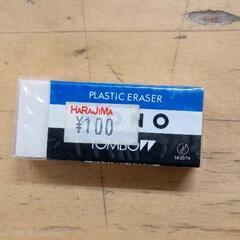 PLASTIC ERASER
HARAJIMA
¥100
NO
TOMBOW